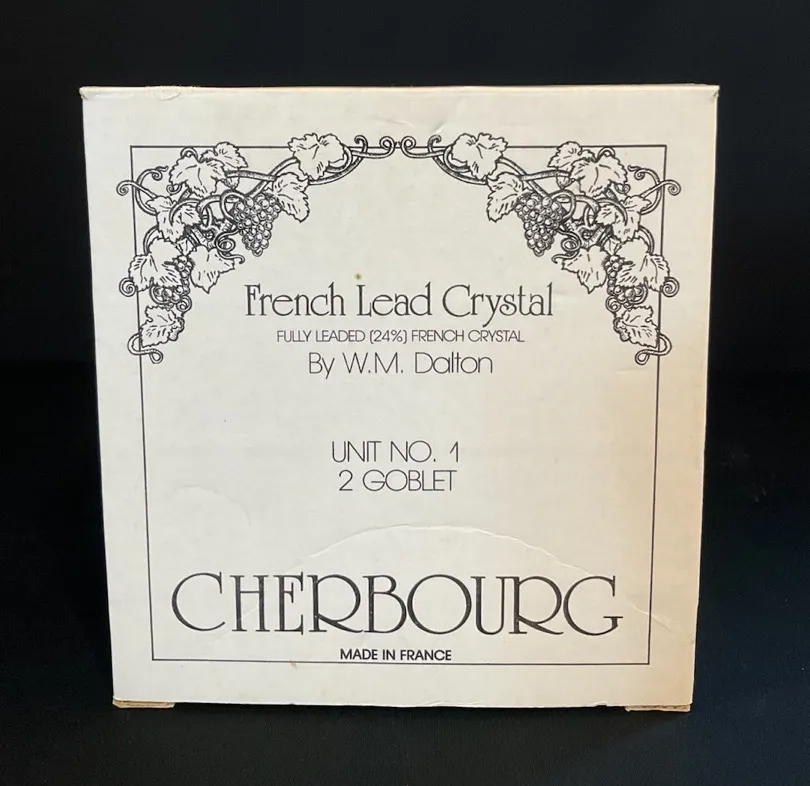 French Lead Crystal
FULLY LEADED (24%) FRENCH CRYSTAL
By W.M. Dalton
UNIT NO. 1
2 GOBLET
CHERBOURG
MADE IN FRANCE